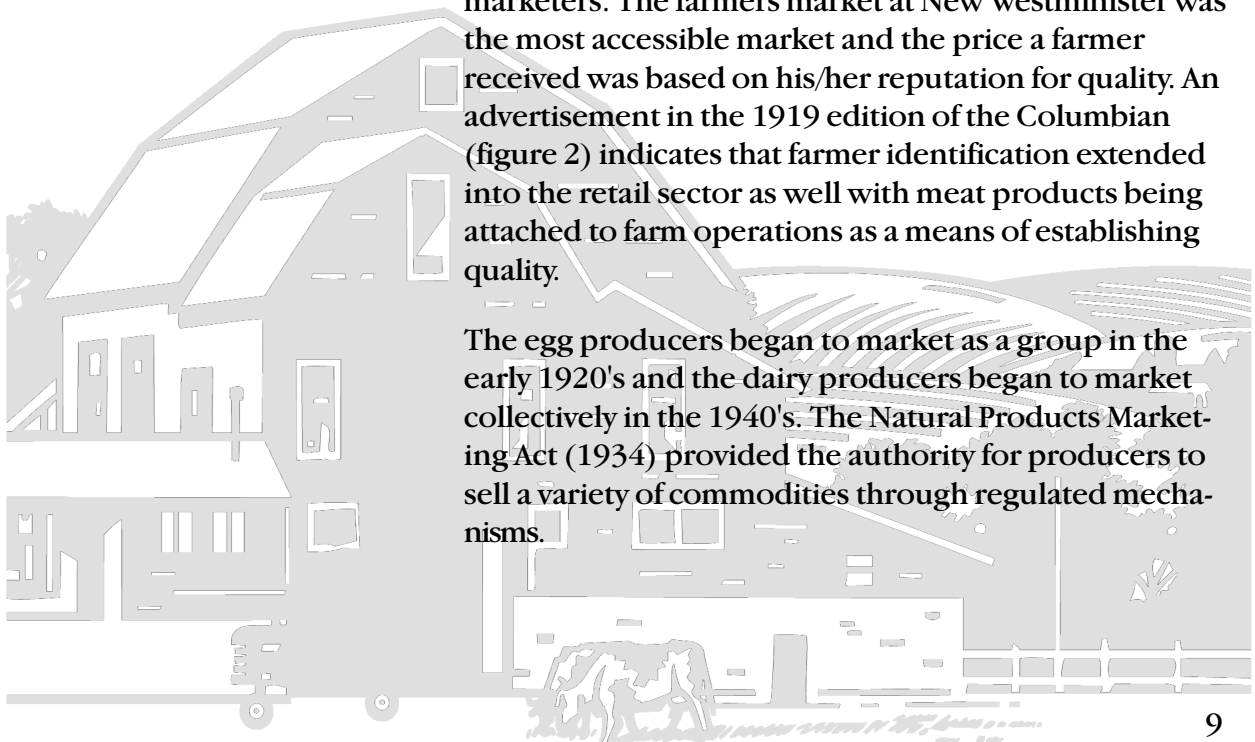 marketers. The farmers market at New Westminister was
the most accessible market and the price a farmer
received was based on his/her reputation for quality. An
advertisement in the 1919 edition of the Columbian
(figure 2) indicates that farmer identification extended
into the retail sector as well with meat products being
attached to farm operations as a means of establishing
quality.
The egg producers began to market as a group in the
early 1920's and the dairy producers began to market
collectively in the 1940's. The Natural Products Market-
ing Act (1934) provided the authority for producers to
sell a variety of commodities through regulated mecha-
nisms.
9